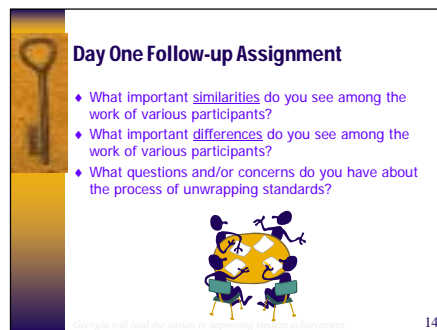 Day One Follow-up Assignment
♦ What important similarities do you see among the
work of various participants?
♦ What important differences do you see among the
work of various participants?
♦ What questions and/or concerns do you have about
the process of unwrapping standards?
Georgia will lead the nation in improving student achievement.
14